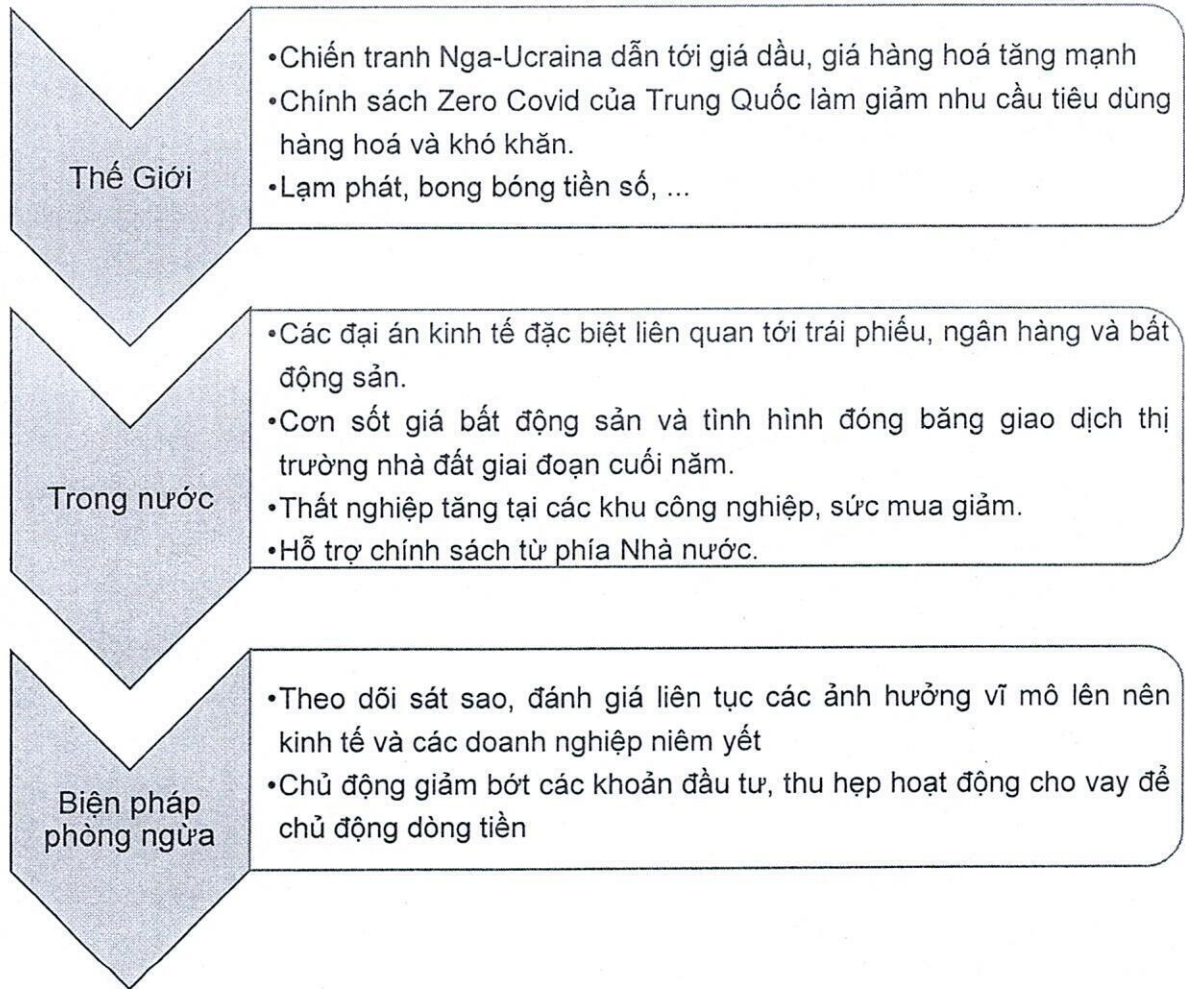 Thế Giới
•Chiến tranh Nga-Ucraina dẫn tới giá dầu, giá hàng hoá tăng mạnh
•Chính sách Zero Covid của Trung Quốc làm giảm nhu cầu tiêu dùng
hàng hoá và khó khăn.
•Lạm phát, bong bóng tiền số, ...
Trong nước
•Các đại án kinh tế đặc biệt liên quan tới trái phiếu, ngân hàng và bất
động sản.
•Cơn sốt giá bất động sản và tình hình đóng băng giao dịch thị
trường nhà đất giai đoạn cuối năm.
•Thất nghiệp tăng tại các khu công nghiệp, sức mua giảm.
•Hỗ trợ chính sách từ phía Nhà nước.
Biện pháp
phòng ngừa
•Theo dõi sát sao, đánh giá liên tục các ảnh hưởng vĩ mô lên nên
kinh tế và các doanh nghiệp niêm yết
•Chủ động giảm bớt các khoản đầu tư, thu hẹp hoạt động cho vay để
chủ động dòng tiền